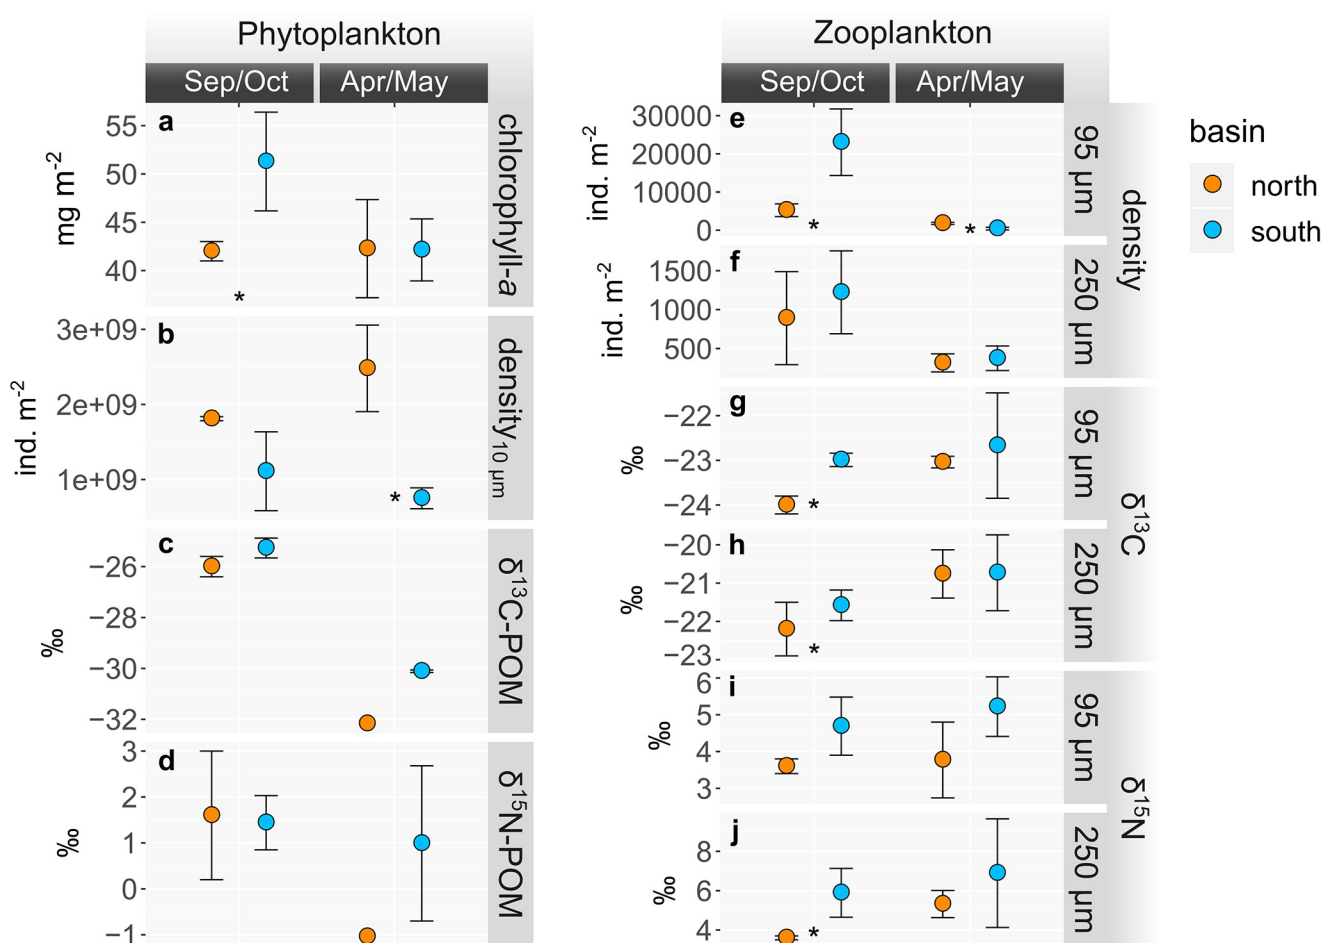 Phytoplankton
Sep/Oct Apr/May
a
55
50
45
40
mg m-2
*
chlorophyll-a
b
3e+09
2e+09
1e+09
ind. m-2
*
density10 µm
c
−26
−28
−30
−32
‰
δ13C-POM
d
3
2
1
0
−1
‰
δ15N-POM
Zooplankton
Sep/Oct Apr/May
e
30000
20000
10000
0
ind. m-2
* *
95 µm
f
1500
1000
500
ind. m-2
250 µm
density
g
−22
−23
−24
‰
*
95 µm
h
−20
−21
−22
−23
‰
*
250 µm
δ13C
i
6
5
4
3
‰
95 µm
j
8
6
4
‰
*
250 µm
δ15N
basin
north
south